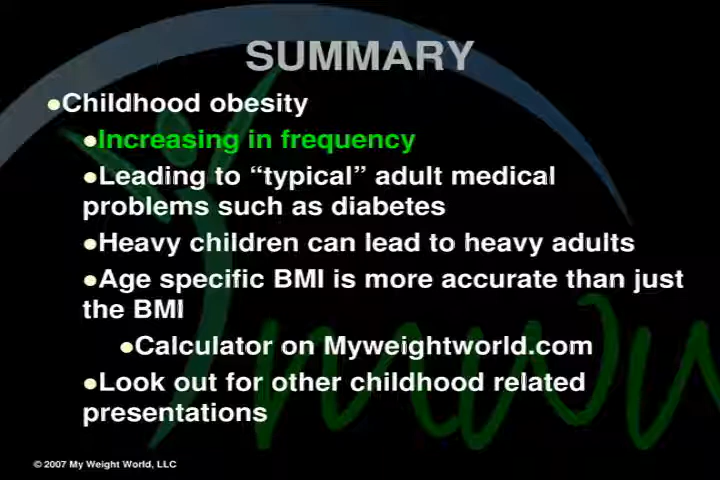 SUMMARY
●Childhood obesity
●Increasing in frequency
●Leading to “typical” adult medical
problems such as diabetes
●Heavy children can lead to heavy adults
●Age specific BMI is more accurate than just
the BMI
●Calculator on Myweightworld.com
●Look out for other childhood related
presentations
© 2007 My Weight World, LLC